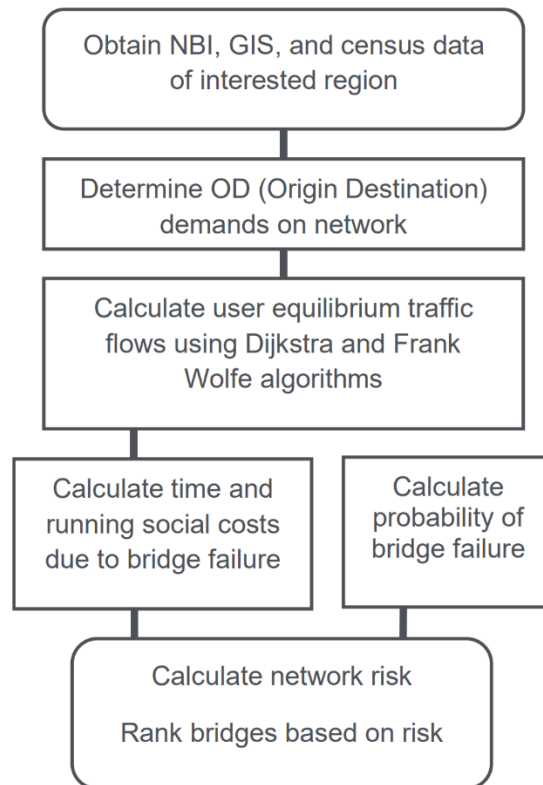 Obtain NBI, GIS, and census data
of interested region
Determine OD (Origin Destination)
demands on network
Calculate user equilibrium traffic
flows using Dijkstra and Frank
Wolfe algorithms
Calculate time and
running social costs
due to bridge failure
Calculate
probability of
bridge failure
Calculate network risk
Rank bridges based on risk